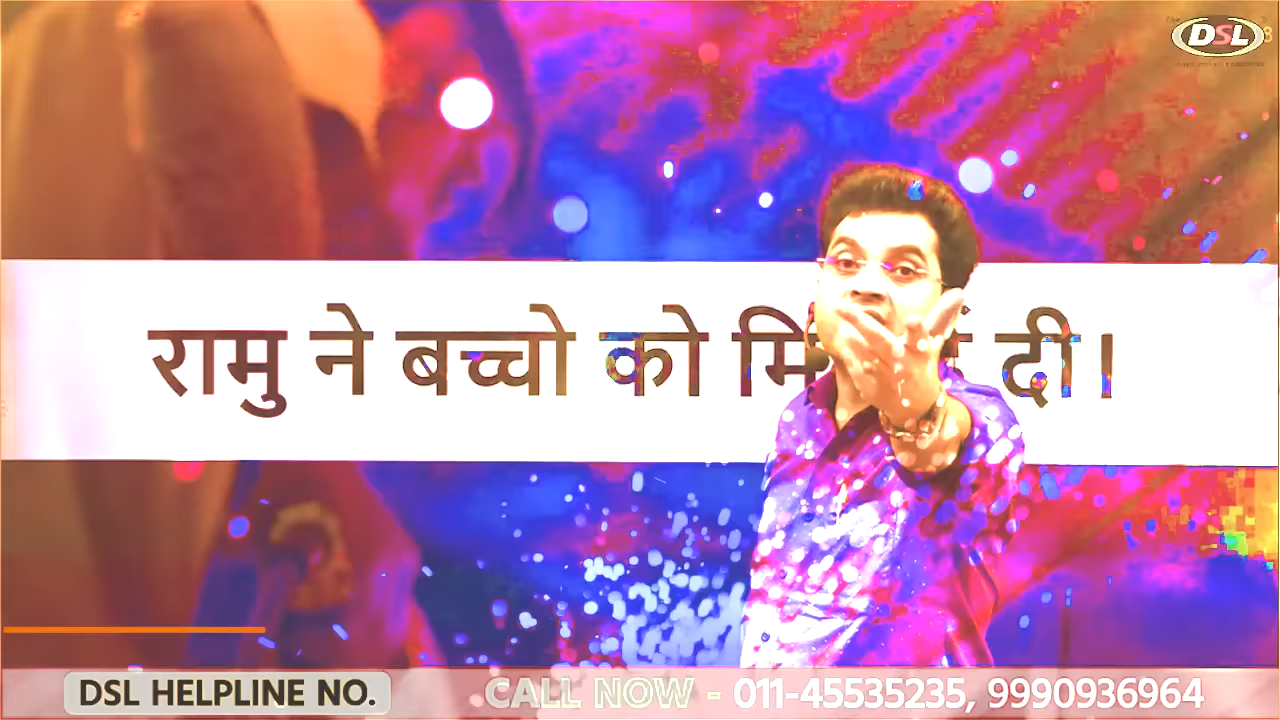 DSL
रामु ने बच्चो को दी।
DSL HELPLINE NO.
CALL NOW - 011-45535235, 9990936964